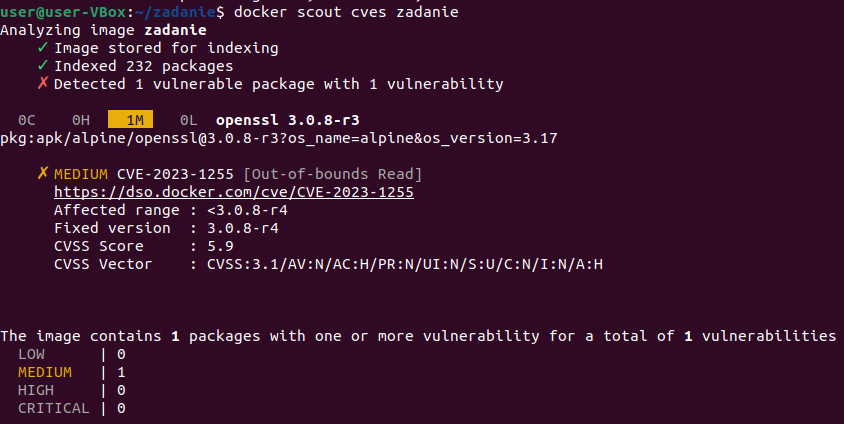 user@user-VBox:~/zadanie$ docker scout cves zadanie
Analyzing image zadanie
✓ Image stored for indexing
✓ Indexed 232 packages
✗ Detected 1 vulnerable package with 1 vulnerability
0C 0H 1M 0L openssl 3.0.8-r3
pkg:apk/alpine/openssl@3.0.8-r3?os_name=alpine&os_version=3.17
✗ MEDIUM CVE-2023-1255 [Out-of-bounds Read]
https://dso.docker.com/cve/CVE-2023-1255
Affected range : <3.0.8-r4
Fixed version : 3.0.8-r4
CVSS Score : 5.9
CVSS Vector : CVSS:3.1/AV:N/AC:H/PR:N/UI:N/S:U/C:N/I:N/A:H
The image contains 1 packages with one or more vulnerability for a total of 1 vulnerabilities
LOW | 0
MEDIUM | 1
HIGH | 0
CRITICAL | 0